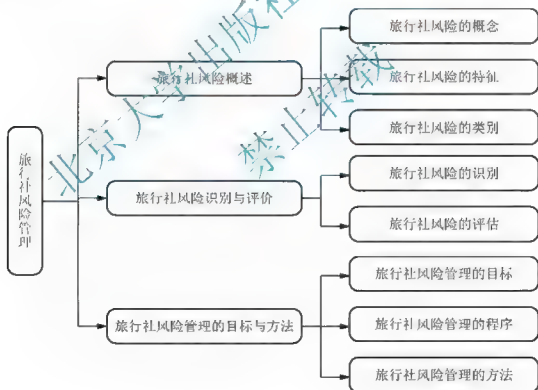 旅行社风险管理
旅行社风险概述
旅行社风险的概念
旅行社风险的特征
旅行社风险的类别
旅行社风险识别与评价
旅行社风险的识别
旅行社风险的评估
旅行社风险管理的目标与方法
旅行社风险管理的目标
旅行社风险管理的程序
旅行社风险管理的方法
北京大学出版社
禁止转载